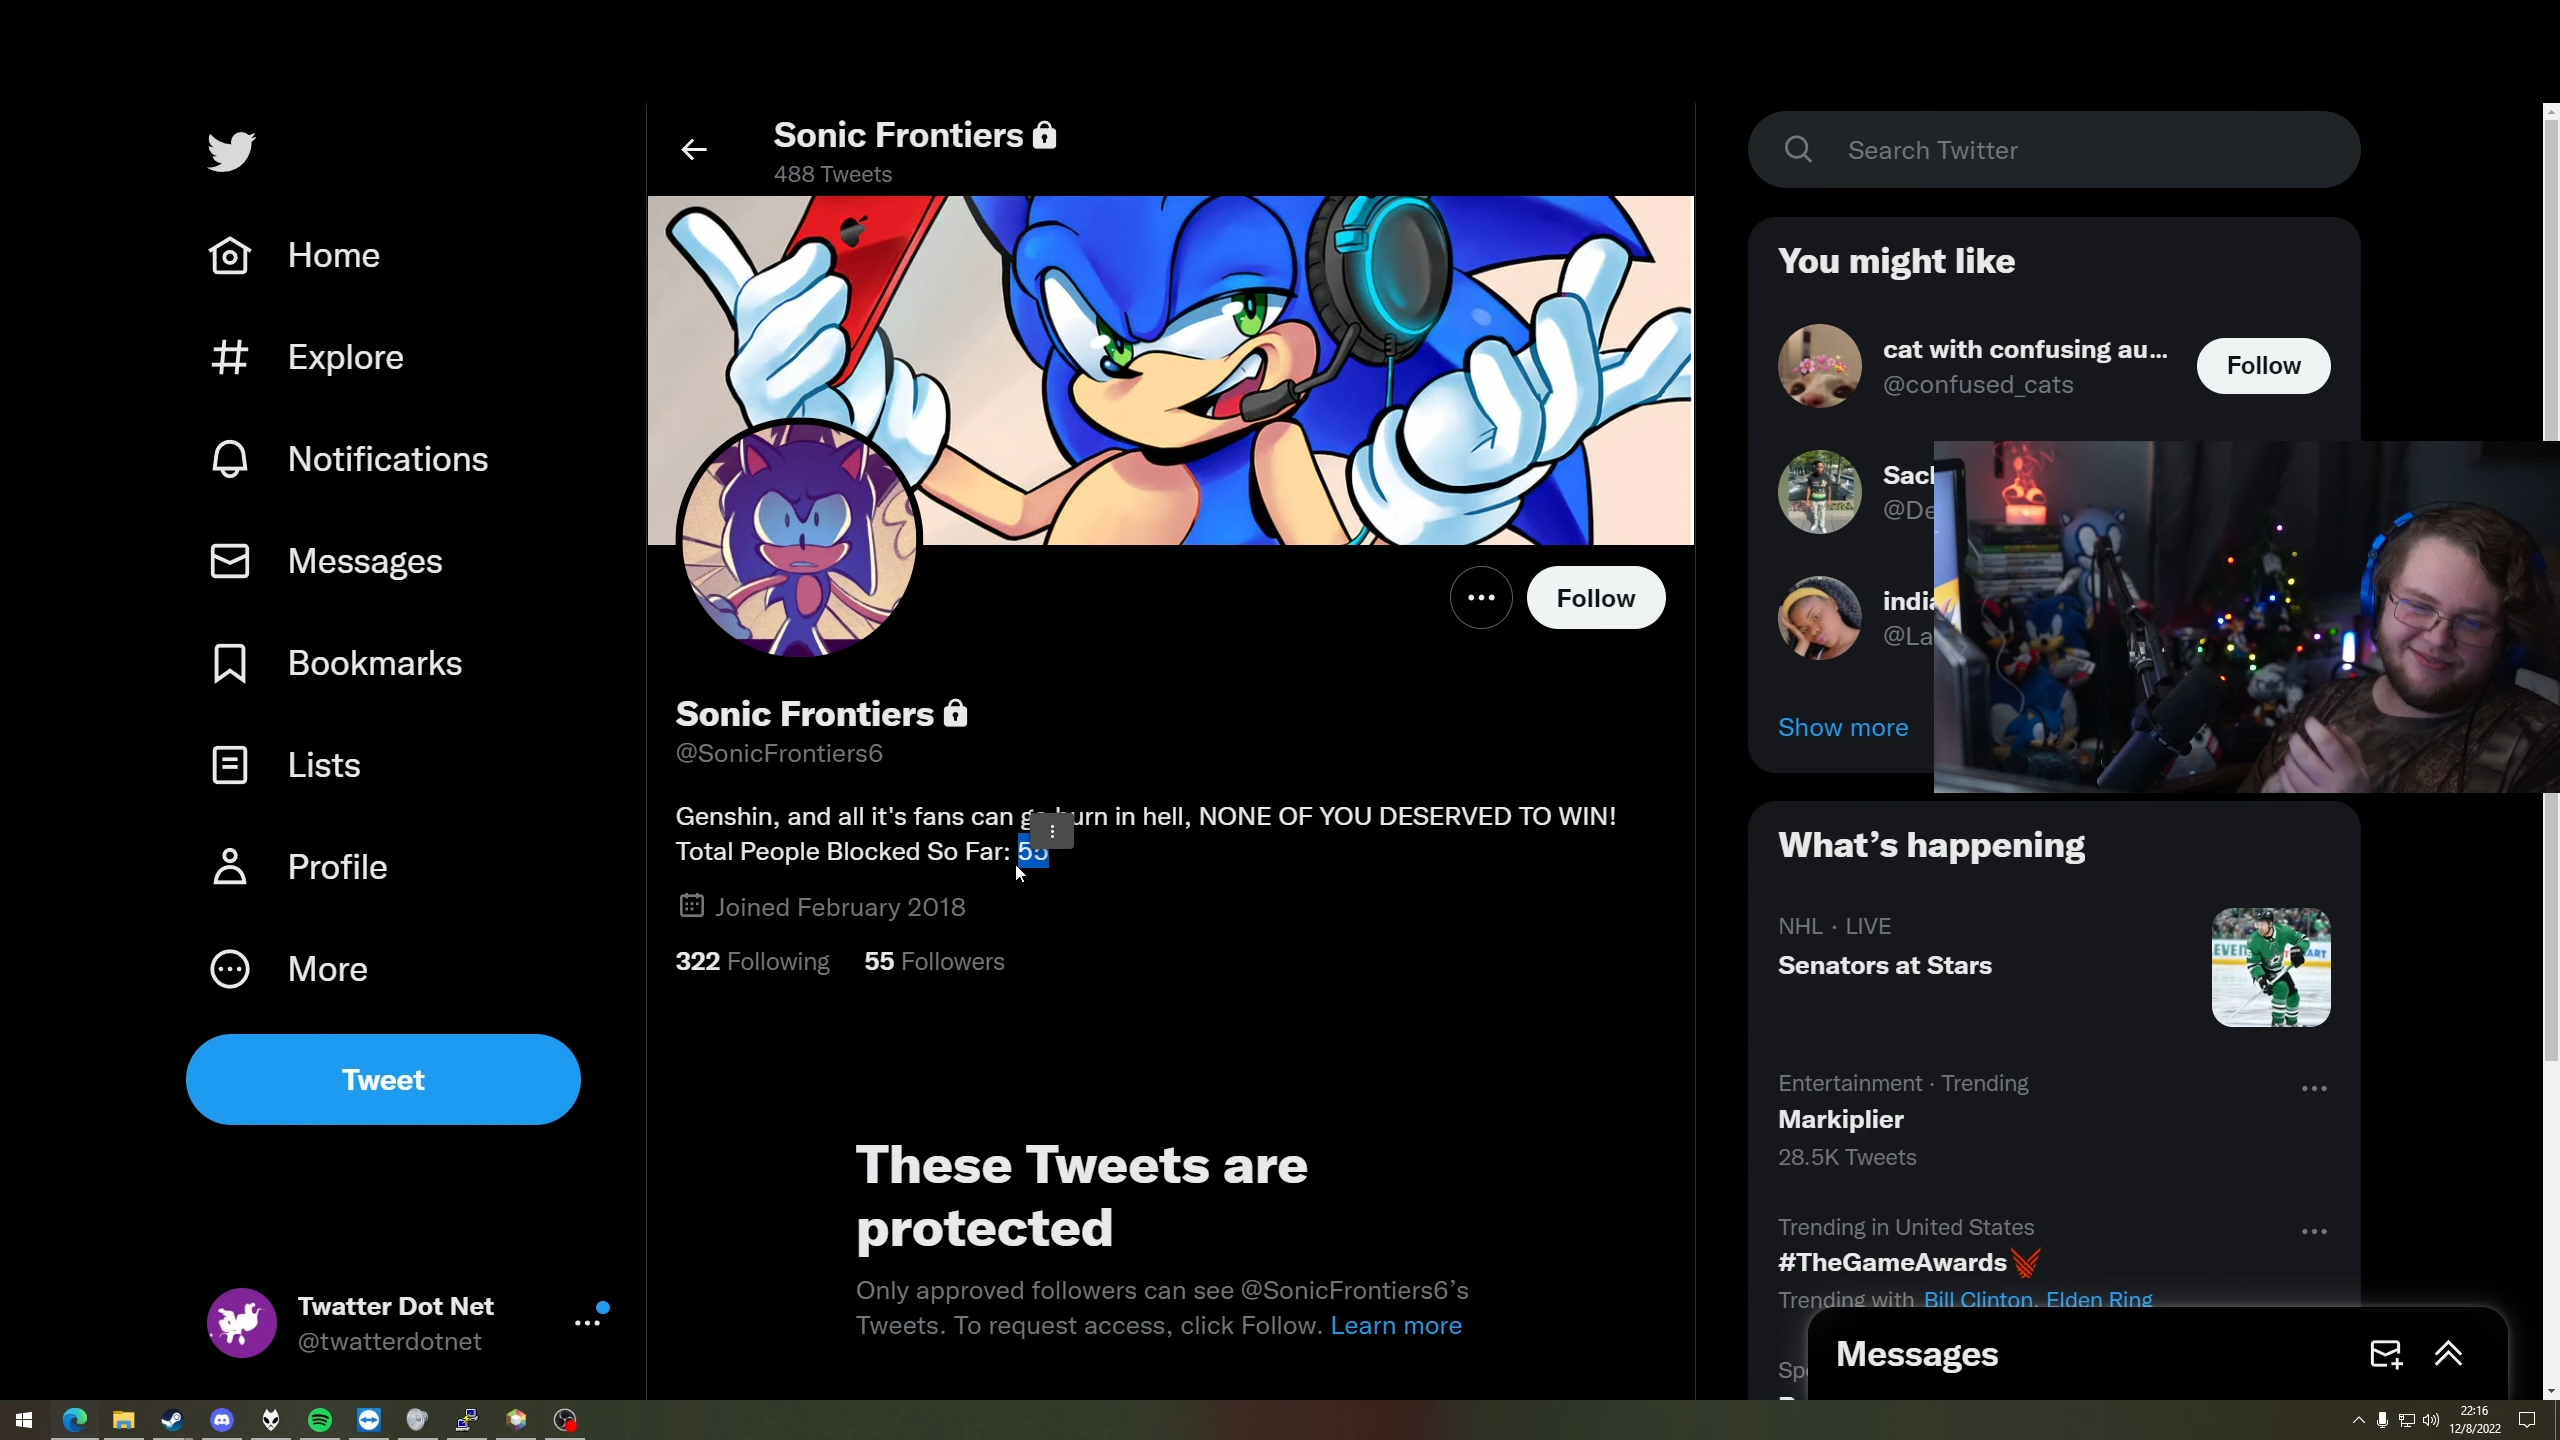 Sonic Frontiers
488 Tweets
Home
Explore
Notifications
Messages
Bookmarks
Lists
Profile
More
Tweet
Twatter Dot Net
@twatterdotnet
Follow
Sonic Frontiers
@SonicFrontiers6
Genshin, and all it's fans can go burn in hell, NONE OF YOU DESERVED TO WIN!
Total People Blocked So Far: 55
Joined February 2018
322 Following 55 Followers
These Tweets are
protected
Only approved followers can see @SonicFrontiers6's
Tweets. To request access, click Follow. Learn more
Search Twitter
You might like
cat with confusing au...
@confused_cats
Follow
@De
@La
Show more
What's happening
NHL · LIVE
Senators at Stars
Entertainment · Trending
Markiplier
28.5K Tweets
Trending in United States
#TheGameAwards
Trending with Bill Clinton, Elden Ring
Messages
22:16
12/8/2022